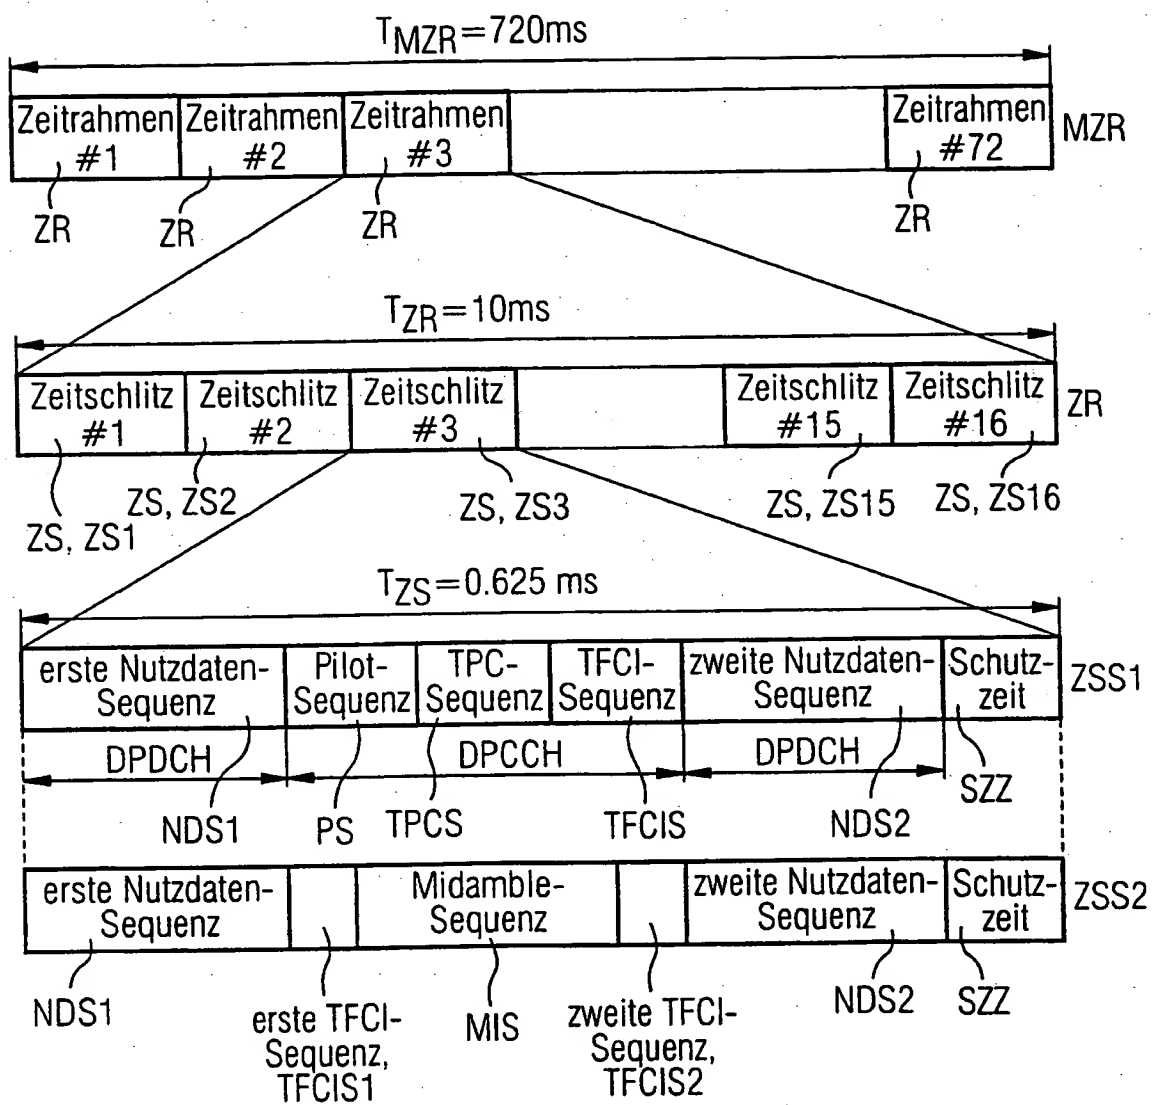 T_MZR=720ms
Zeitrahmen #1
Zeitrahmen #2
Zeitrahmen #3
Zeitrahmen #72
MZR
ZR
ZR
ZR
ZR
T_ZR=10ms
Zeitschlitz #1
Zeitschlitz #2
Zeitschlitz #3
Zeitschlitz #15
Zeitschlitz #16
ZR
ZS, ZS1
ZS, ZS2
ZS, ZS3
ZS, ZS15
ZS, ZS16
T_ZS=0.625 ms
erste Nutzdaten-
Sequenz
Pilot-
Sequenz
TPC-
Sequenz
TFCI-
Sequenz
zweite Nutzdaten-
Sequenz
Schutz-
zeit
ZSS1
DPDCH
DPCCH
DPDCH
NDS1
PS
TPCS
TFCIS
NDS2
SZZ
erste Nutzdaten-
Sequenz
Midamble-
Sequenz
zweite Nutzdaten-
Sequenz
Schutz-
zeit
ZSS2
NDS1
erste TFCI-
Sequenz,
TFCIS1
MIS
zweite TFCI-
Sequenz,
TFCIS2
NDS2
SZZ